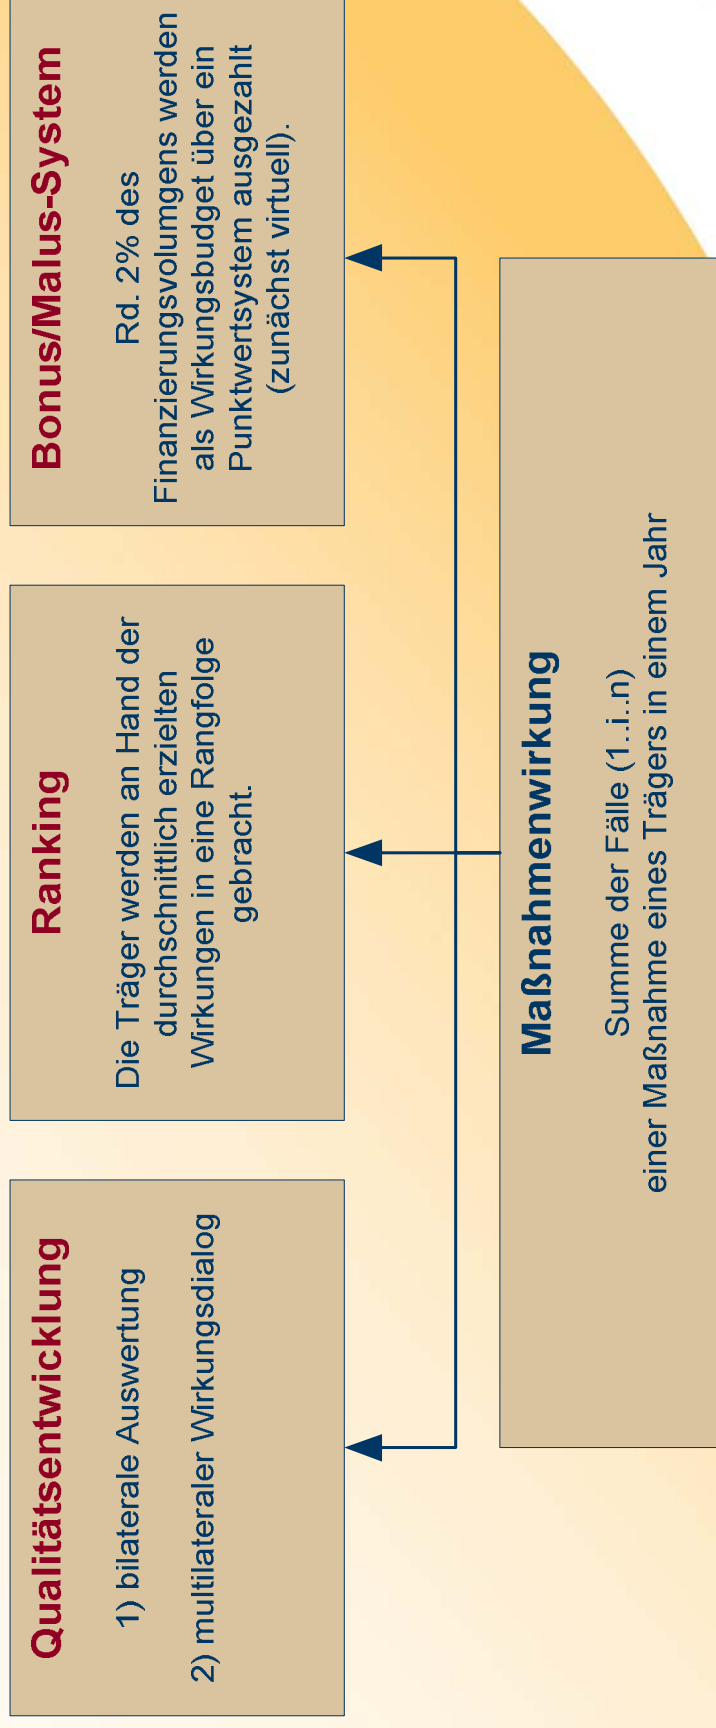 Qualitätsentwicklung
1) bilaterale Auswertung
2) multilateraler Wirkungsdialog
Ranking
Die Träger werden an Hand der
durchschnittlich erzielten
Wirkungen in eine Rangfolge
gebracht.
Bonus/Malus-System
Rd. 2% des
Finanzierungsvolumgens werden
als Wirkungsbudget über ein
Punktwertsystem ausgezahlt
(zunächst virtuell).
Maßnahmenwirkung
Summe der Fälle (1..i..n)
einer Maßnahme eines Trägers in einem Jahr